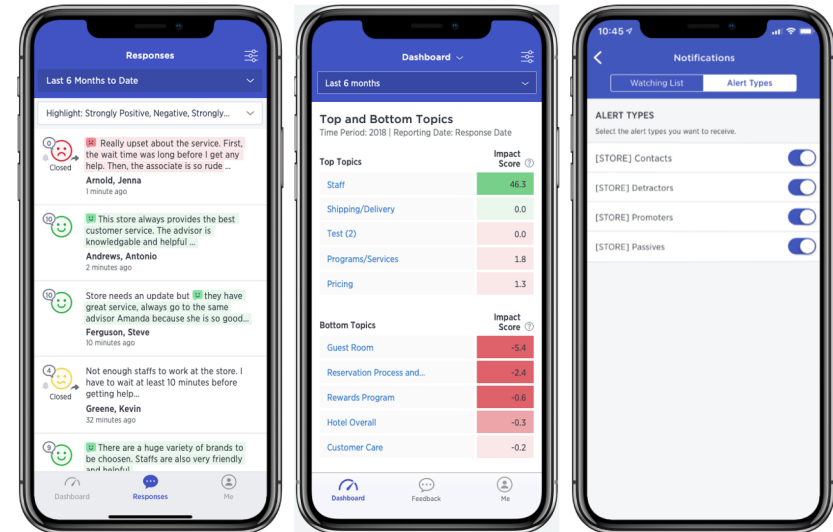 Responses
Last 6 Months to Date
Highlight: Strongly Positive, Negative, Strongly...
0
Closed
Really upset about the service. First,
the wait time was long before I get any
help. Then, the associate is so rude ...
Arnold, Jenna
1 minute ago
10
This store always provides the best
customer service. The advisor is
knowledgable and helpful ...
Andrews, Antonio
2 minutes ago
10
Store needs an update but they have
great service, always go to the same
advisor Amanda because she is so good...
Ferguson, Steve
10 minutes ago
4
Closed
Not enough staffs to work at the store. I
have to wait at least 10 minutes before
getting help...
Greene, Kevin
32 minutes ago
9
There are a huge variety of brands to
be choosen. Staffs are also very friendly
and helpful
Dashboard
Responses
Me
Dashboard
Last 6 months
Top and Bottom Topics
Time Period: 2018 | Reporting Date: Response Date
Top Topics
Impact
Score ?
Staff 46.3
Shipping/Delivery 0.0
Test (2) 0.0
Programs/Services 1.8
Pricing 1.3
Bottom Topics
Impact
Score ?
Guest Room -5.4
Reservation Process and... -2.4
Rewards Program -0.6
Hotel Overall -0.3
Customer Care -0.2
Dashboard
Feedback
Me
10:45
Notifications
Watching List
Alert Types
ALERT TYPES
Select the alert types you want to receive.
[STORE] Contacts
[STORE] Detractors
[STORE] Promoters
[STORE] Passives